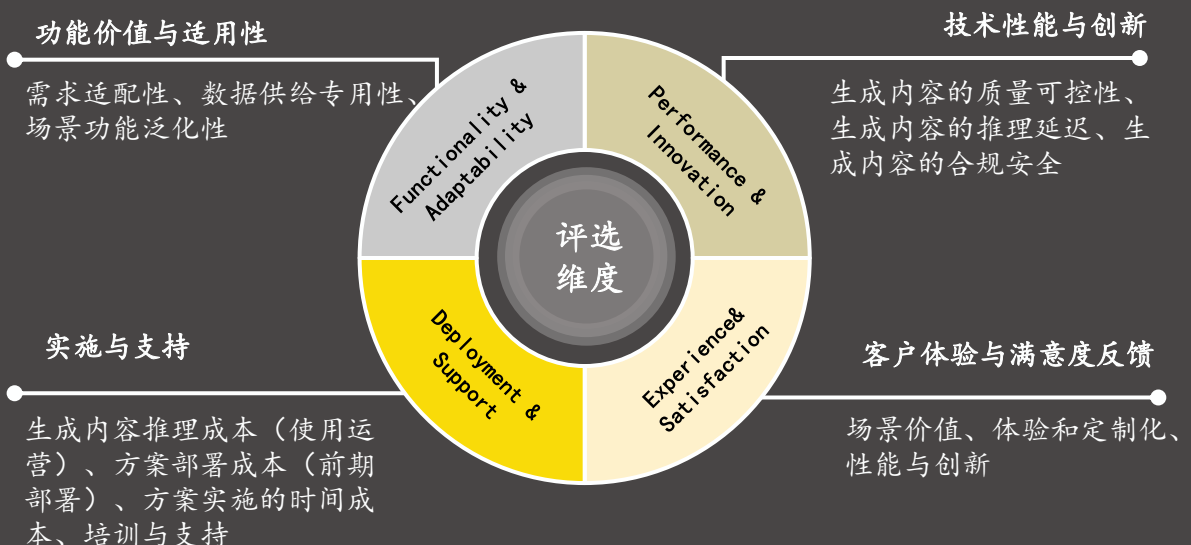 功能价值与适用性
需求适配性、数据供给专用性、
场景功能泛化性
技术性能与创新
生成内容的质量可控性、
生成内容的推理延迟、生
成内容的合规安全
Functionality &
Adaptability
Performance &
Innovation
评选
维度
Deployment &
Support
Experience&
Satisfaction
实施与支持
生成内容推理成本（使用运
营）、方案部署成本（前期
部署）、方案实施的时间成
本、培训与支持
客户体验与满意度反馈
场景价值、体验和定制化、
性能与创新